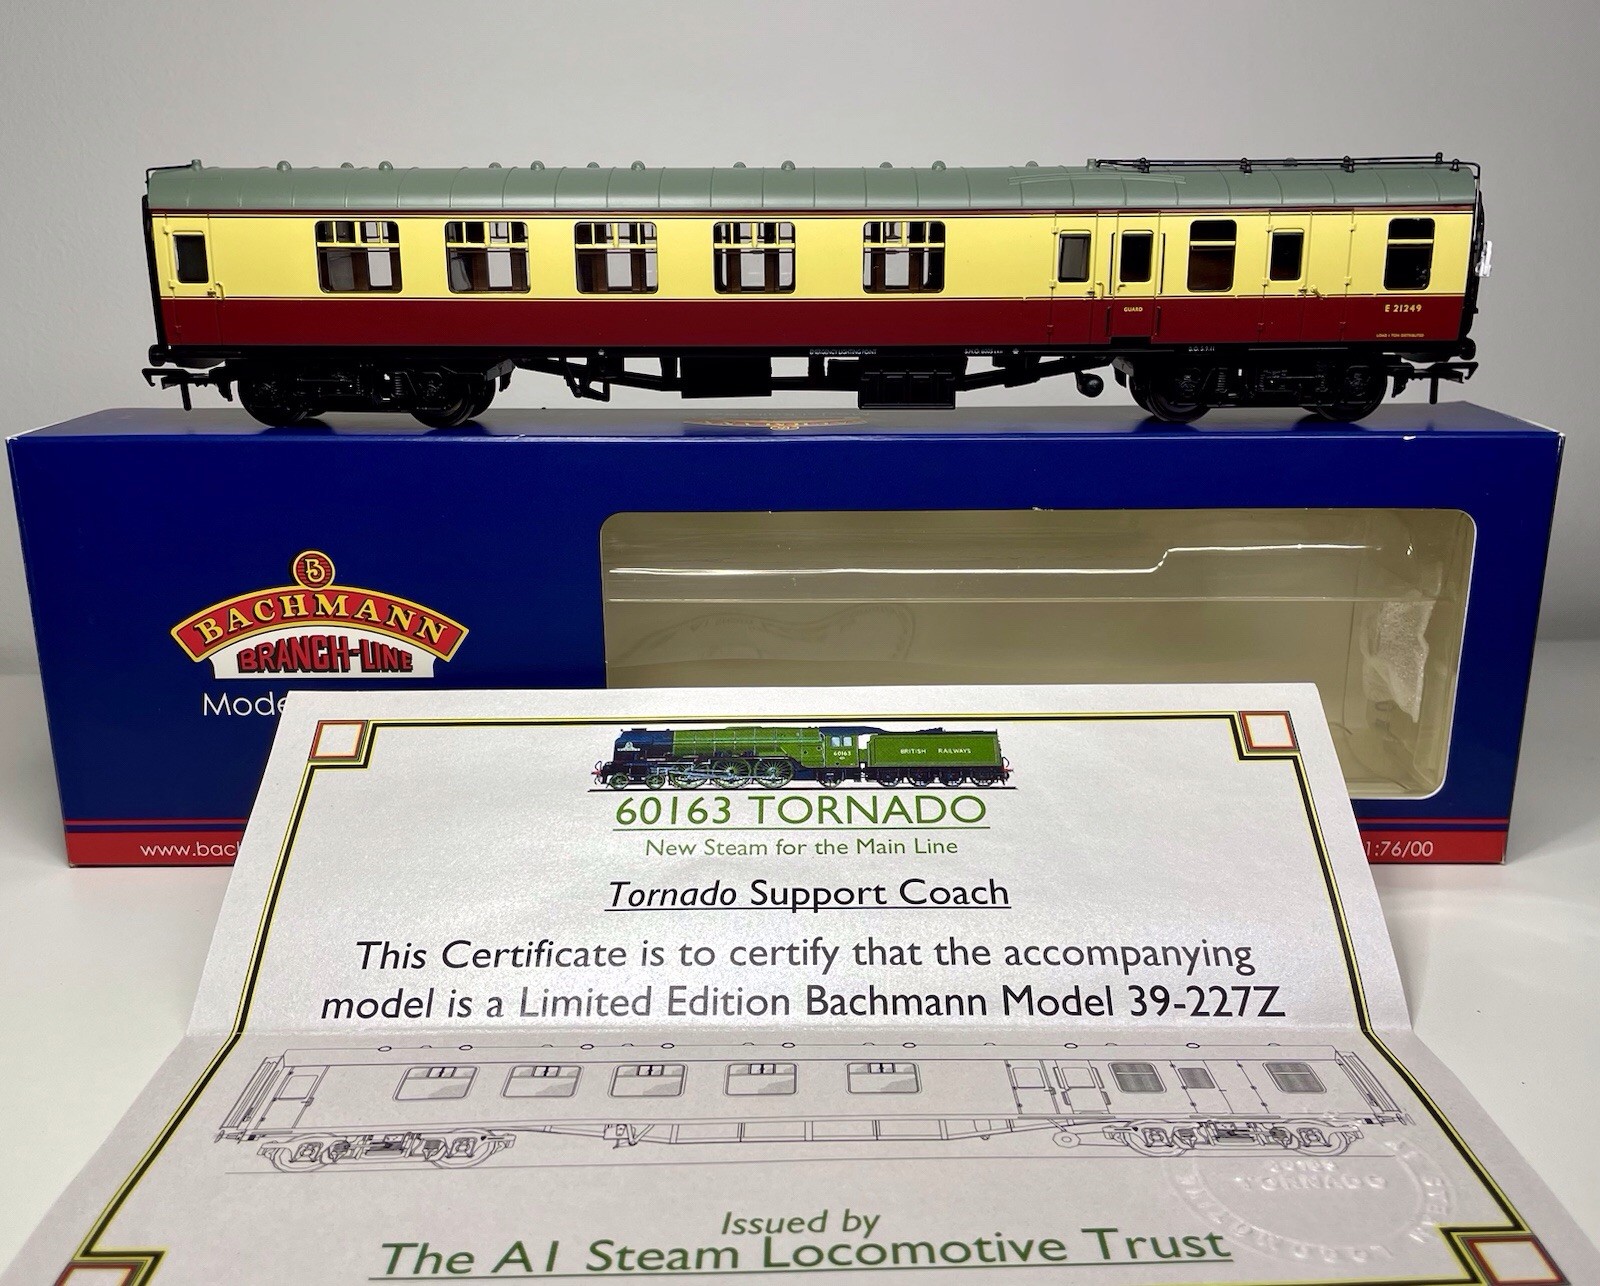 GUARD
E 21249
BACHMANN
BRANCH-LINE
Mode
www.bac
1:76/00
60163
BRITISH RAILWAYS
60163 TORNADO
New Steam for the Main Line
Tornado Support Coach
This Certificate is to certify that the accompanying
model is a Limited Edition Bachmann Model 39-227Z
TORNADO
Issued by
The A1 Steam Locomotive Trust